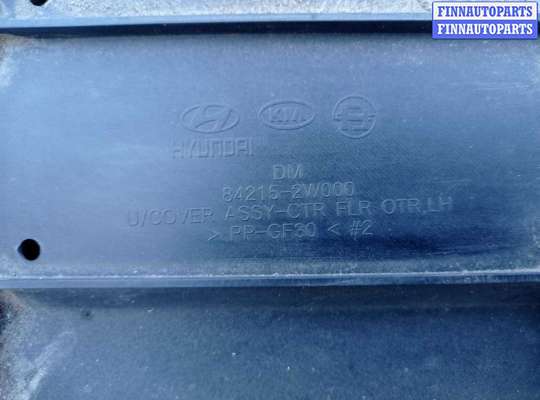 FINNAUTOPARTS
FINNAUTOPARTS
KIA
HYUNDAI
DM
84215-2W000
U/COVER ASSY-CTR FLR OTR,LH
> PP-GF30 < #2